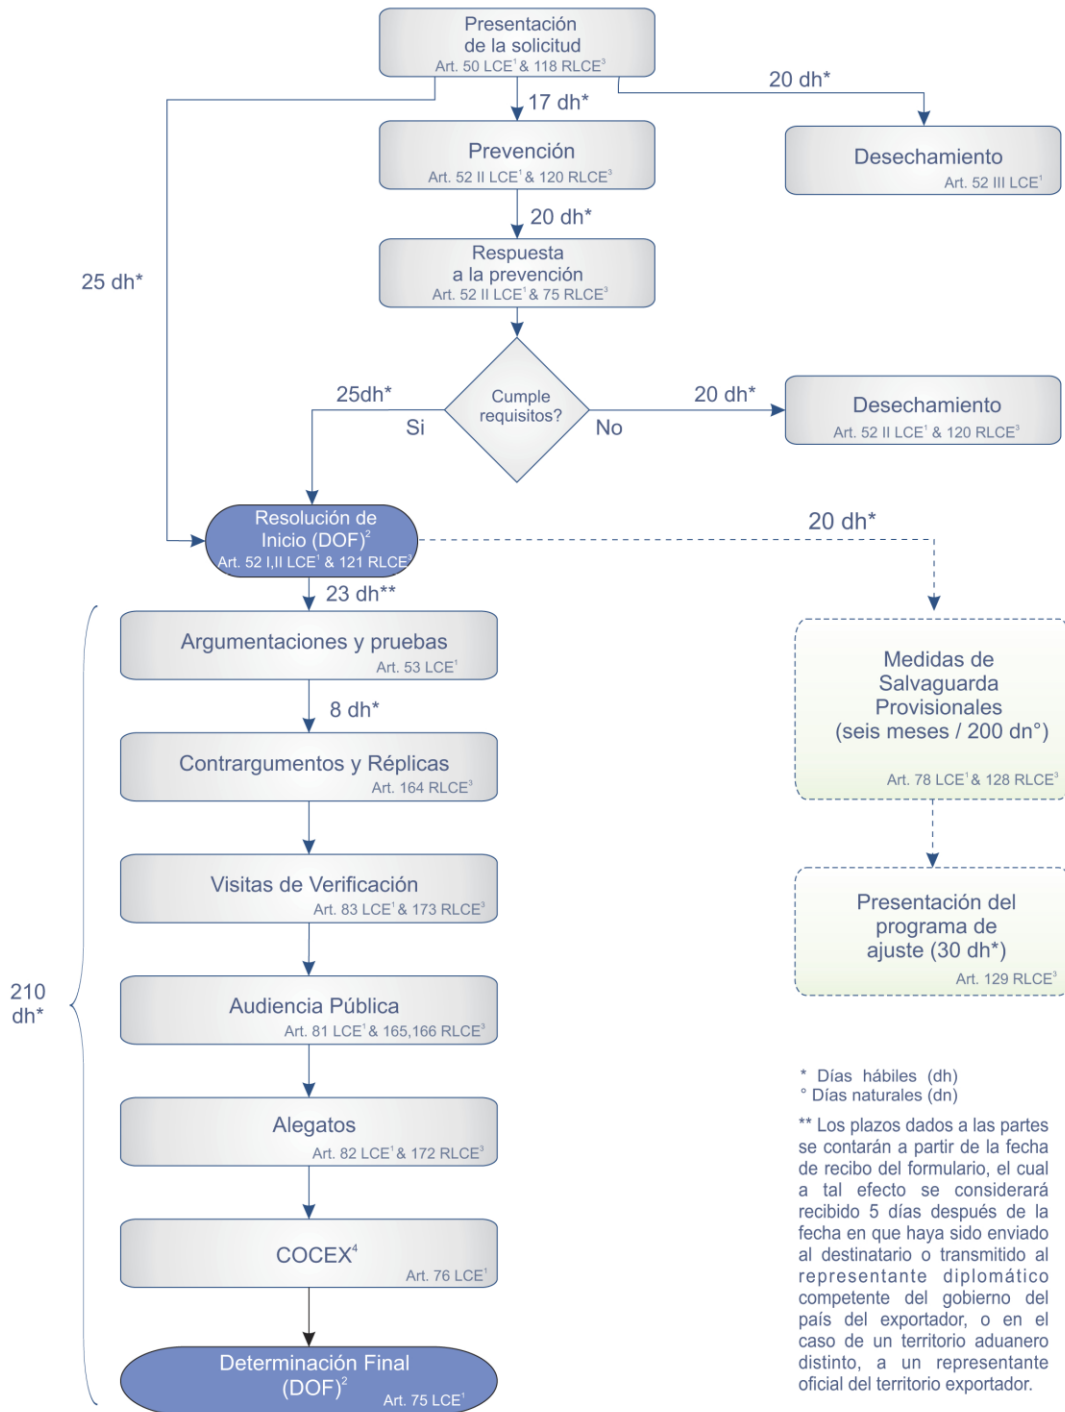 Presentación
de la solicitud
Art. 50 LCE¹ & 118 RLCE³
20 dh*
17 dh*
Prevención
Art. 52 II LCE¹ & 120 RLCE³
Desechamiento
Art. 52 III LCE¹
20 dh*
Respuesta
a la prevención
Art. 52 II LCE¹ & 75 RLCE³
25 dh*
Cumple
requisitos?
25dh*
Si
No
20 dh*
Desechamiento
Art. 52 II LCE¹ & 120 RLCE³
Resolución de
Inicio (DOF)²
Art. 52 I,II LCE¹ & 121 RLCE³
20 dh*
23 dh**
Argumentaciones y pruebas
Art. 53 LCE¹
8 dh*
Contrargumentos y Réplicas
Art. 164 RLCE³
Visitas de Verificación
Art. 83 LCE¹ & 173 RLCE³
Audiencia Pública
Art. 81 LCE¹ & 165,166 RLCE³
Alegatos
Art. 82 LCE¹ & 172 RLCE³
COCEX⁴
Art. 76 LCE¹
Determinación Final
(DOF)²
Art. 75 LCE¹
210
dh*
Medidas de
Salvaguarda
Provisionales
(seis meses / 200 dn°)
Art. 78 LCE¹ & 128 RLCE³
Presentación del
programa de
ajuste (30 dh*)
Art. 129 RLCE³
* Días hábiles (dh)
° Días naturales (dn)
** Los plazos dados a las partes
se contarán a partir de la fecha
de recibo del formulario, el cual
a tal efecto se considerará
recibido 5 días después de la
fecha en que haya sido enviado
al destinatario o transmitido al
representante diplomático
competente del gobierno del
país del exportador, o en el
caso de un territorio aduanero
distinto, a un representante
oficial del territorio exportador.